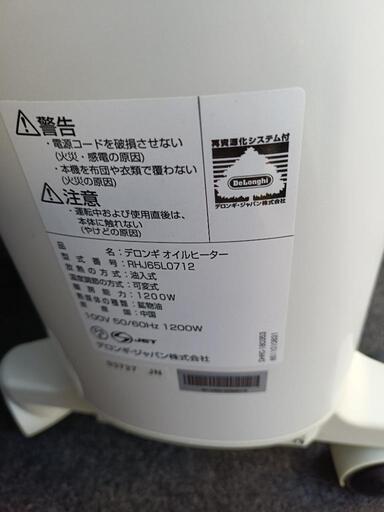 ⚠警告
・電源コードを破損させない
(火災・感電の原因)
・本機を布団や衣類で覆わない
(火災の原因)
⚠注意
・運転中および使用直後は、
本体に触れない
(やけどの原因)
再資源化システム付
DeLonghi
デロンギ・ジャパン株式会社
品名：デロンギ オイルヒーター
型式：RHJ65L0712
放熱の方式：油入式
温度調節の方式：可変式
暖房能力：1200W
熱媒体の種類：鉱物油
原産国：中国
100V 50/60Hz 1200W
PS E JET
デロンギ・ジャパン株式会社
93737 JN